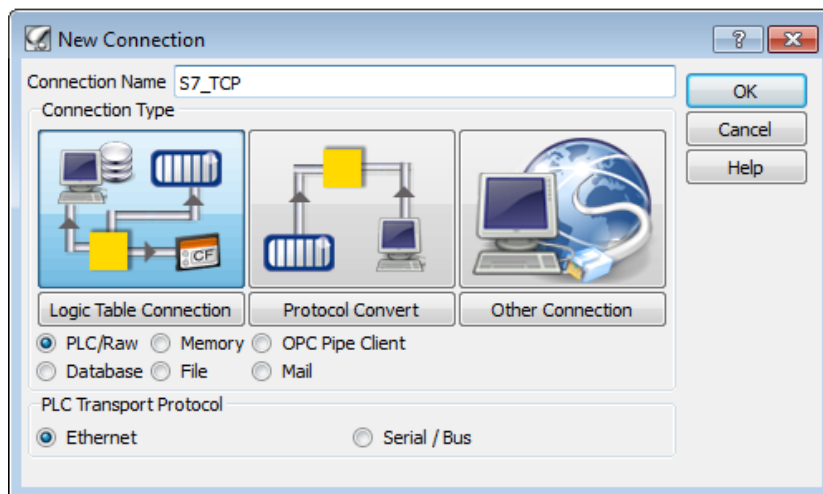 New Connection
?
Connection Name S7_TCP
OK
Connection Type
Cancel
Help
CF
Logic Table Connection Protocol Convert Other Connection
PLC/Raw Memory OPC Pipe Client
Database File Mail
PLC Transport Protocol
Ethernet Serial / Bus